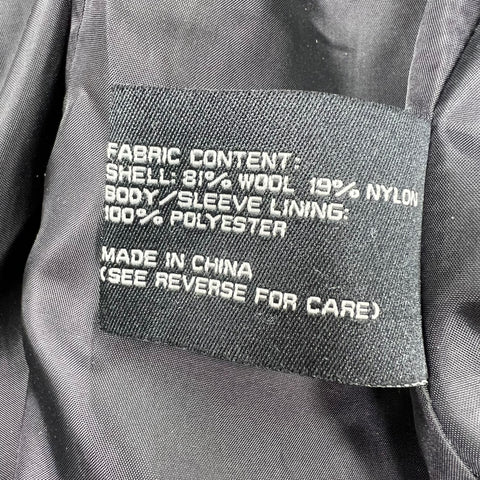 FABRIC CONTENT:
SHELL: 81% WOOL 19% NYLON
BODY/SLEEVE LINING:
100% POLYESTER
MADE IN CHINA
(SEE REVERSE FOR CARE)